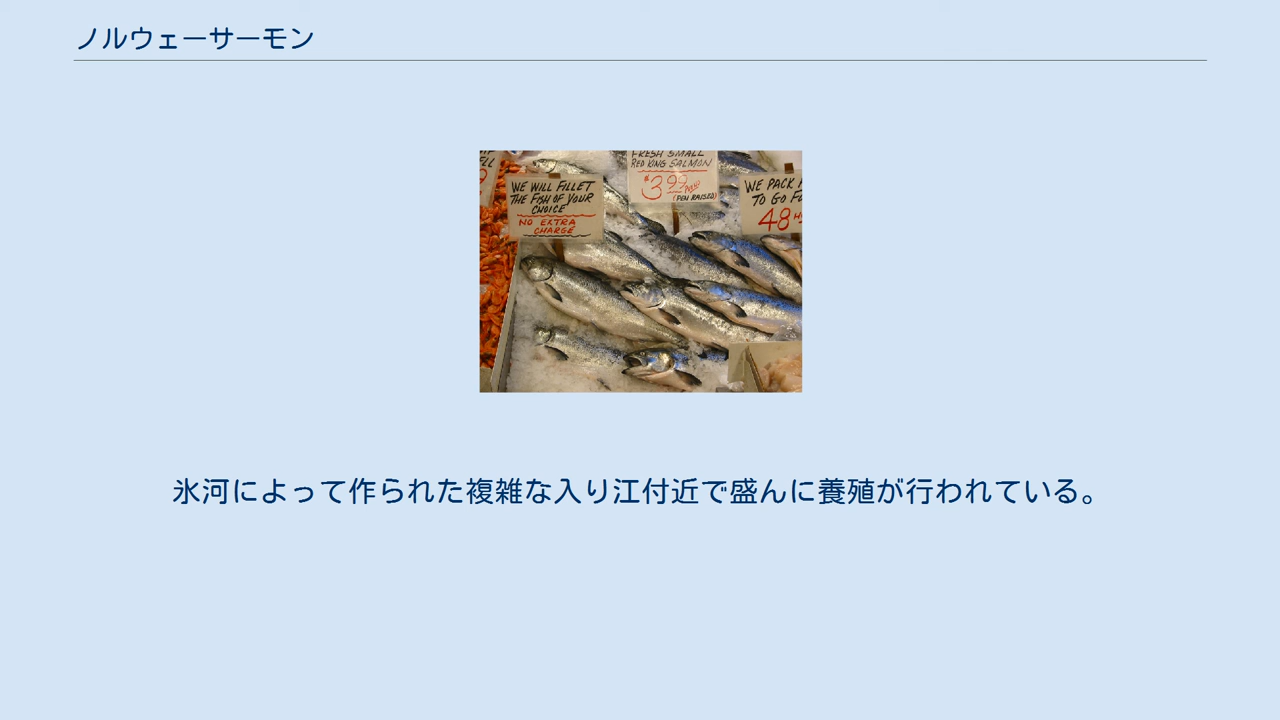 ノルウェーサーモン
WE WILL FILLET
THE FISH OF YOUR
CHOICE
NO EXTRA
CHARGE
FRESH SMALL
RED KING SALMON
$3.99
(PEN RAISED)
WE PACK
TO GO
48
氷河によって作られた複雑な入り江付近で盛んに養殖が行われている。